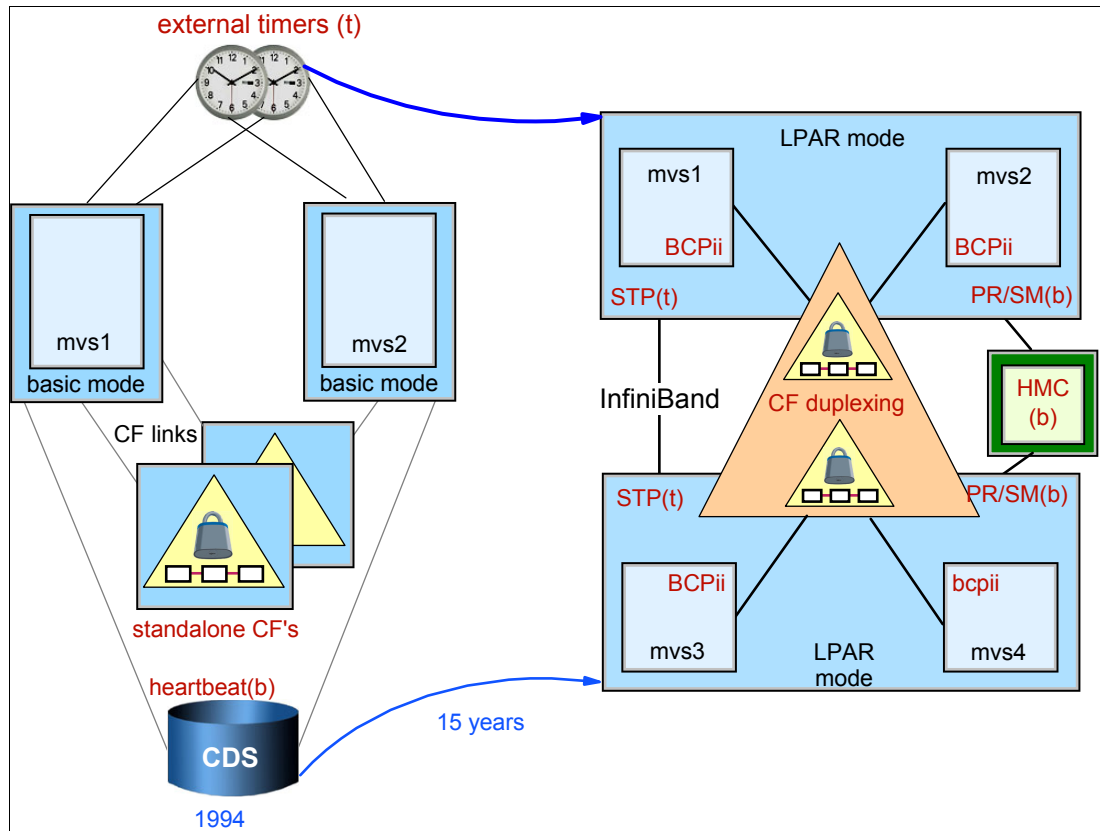 external timers (t)
mvs1
basic mode
mvs2
basic mode
CF links
standalone CF's
heartbeat(b)
CDS
1994
15 years
LPAR mode
mvs1
BCPii
mvs2
BCPii
STP(t)
PR/SM(b)
InfiniBand
CF duplexing
HMC
(b)
STP(t)
PR/SM(b)
BCPii
mvs3
bcpii
mvs4
LPAR
mode